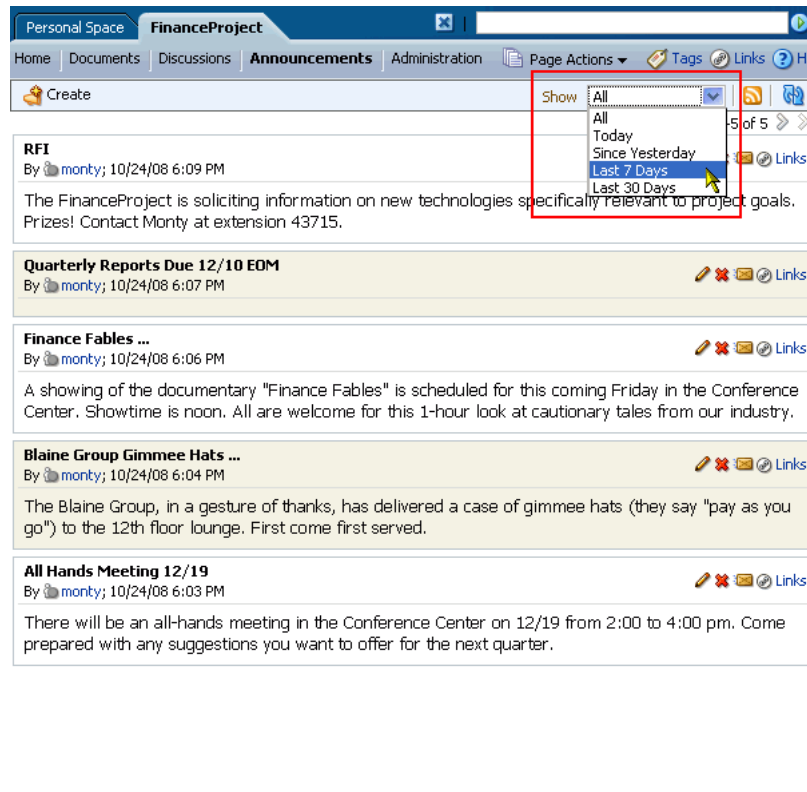 Personal Space FinanceProject
Home Documents Discussions Announcements Administration Page Actions Tags Links H
Create Show All
All
Today
Since Yesterday
Last 7 Days
Last 30 Days
-5 of 5
RFI
By monty; 10/24/08 6:09 PM
Links
The FinanceProject is soliciting information on new technologies specifically relevant to project goals.
Prizes! Contact Monty at extension 43715.
Quarterly Reports Due 12/10 EOM
By monty; 10/24/08 6:07 PM
Links
Finance Fables ...
By monty; 10/24/08 6:06 PM
Links
A showing of the documentary "Finance Fables" is scheduled for this coming Friday in the Conference
Center. Showtime is noon. All are welcome for this 1-hour look at cautionary tales from our industry.
Blaine Group Gimmee Hats ...
By monty; 10/24/08 6:04 PM
Links
The Blaine Group, in a gesture of thanks, has delivered a case of gimmee hats (they say "pay as you
go") to the 12th floor lounge. First come first served.
All Hands Meeting 12/19
By monty; 10/24/08 6:03 PM
Links
There will be an all-hands meeting in the Conference Center on 12/19 from 2:00 to 4:00 pm. Come
prepared with any suggestions you want to offer for the next quarter.